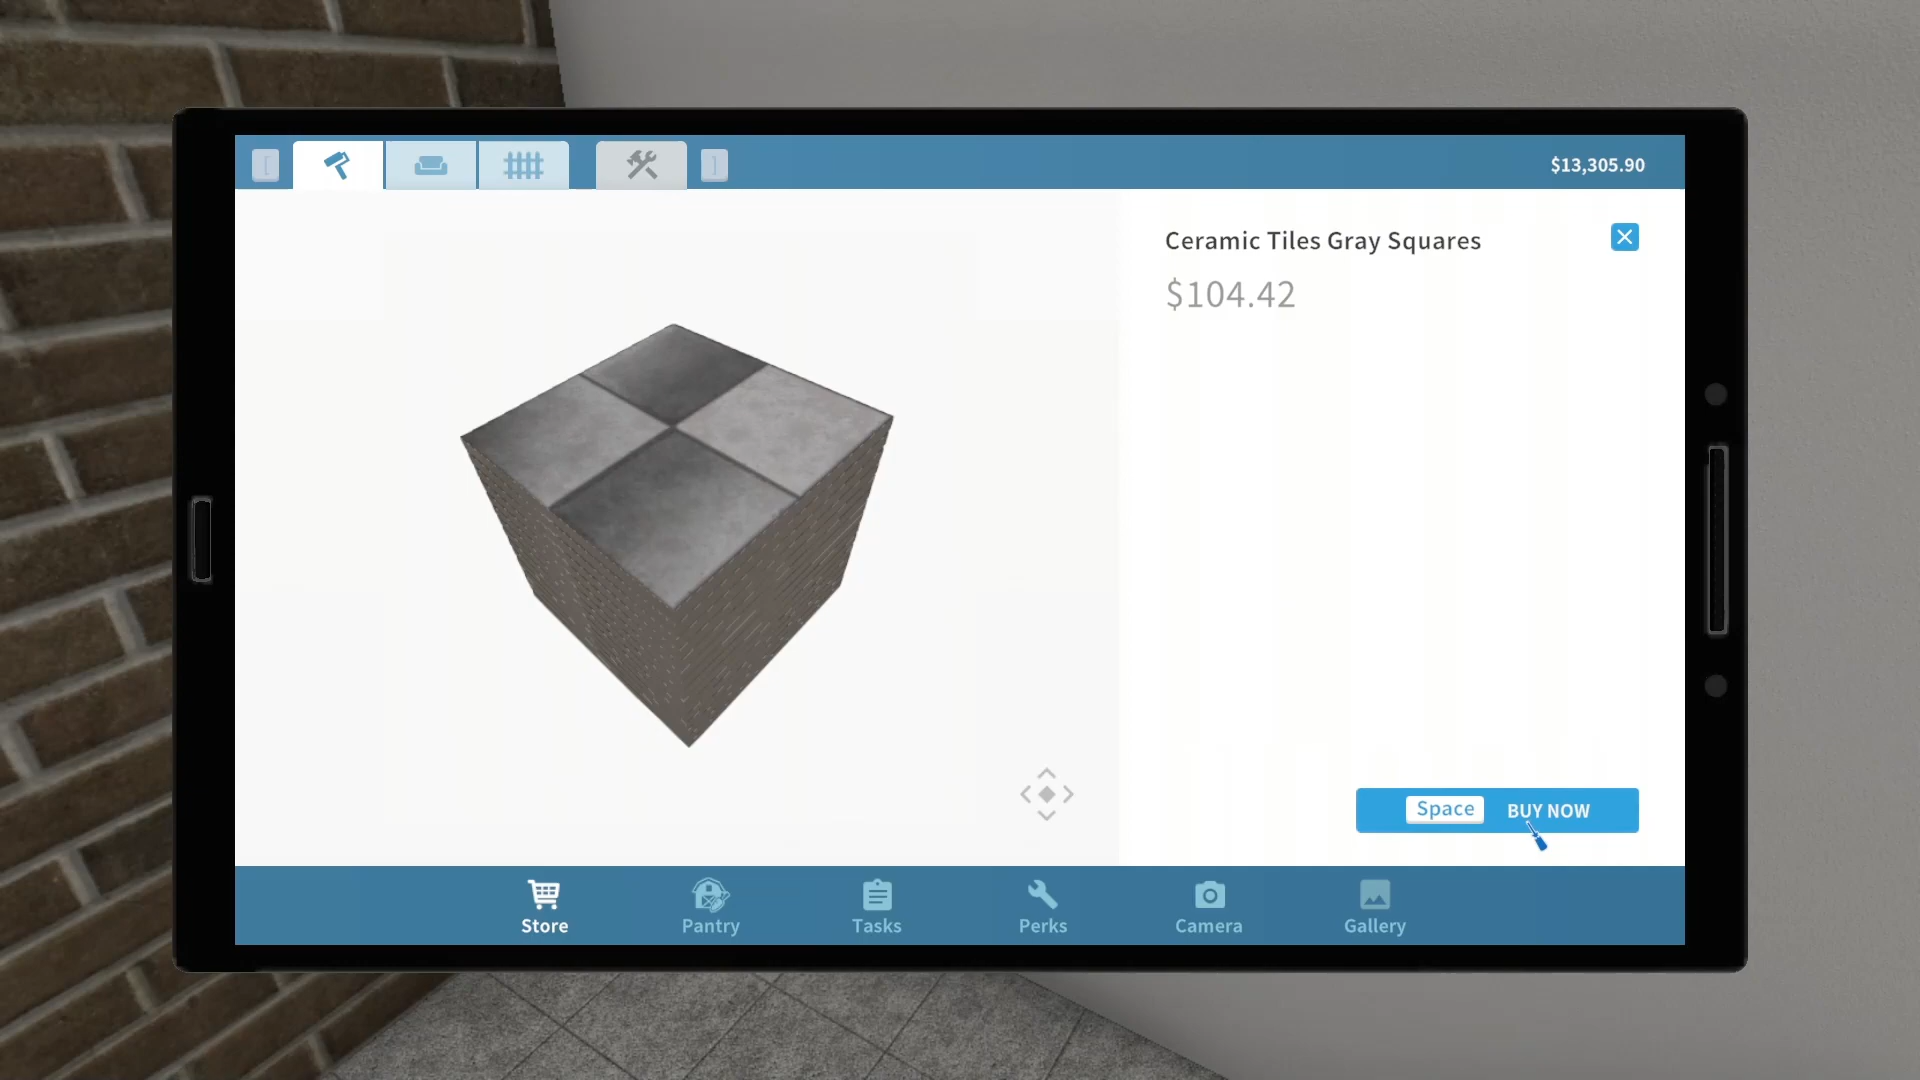 [
]
$13,305.90
Ceramic Tiles Gray Squares
$104.42
Space BUY NOW
Store
Pantry
Tasks
Perks
Camera
Gallery